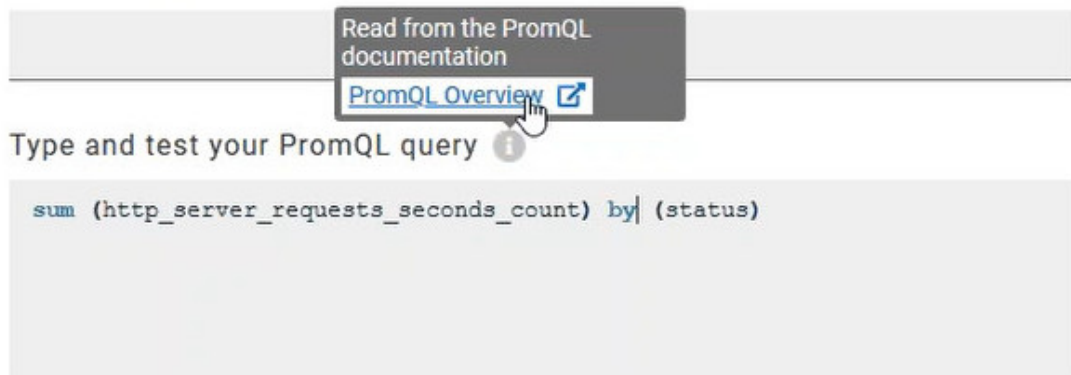 Read from the PromQL
documentation
PromQL Overview
Type and test your PromQL query
sum (http_server_requests_seconds_count) by (status)